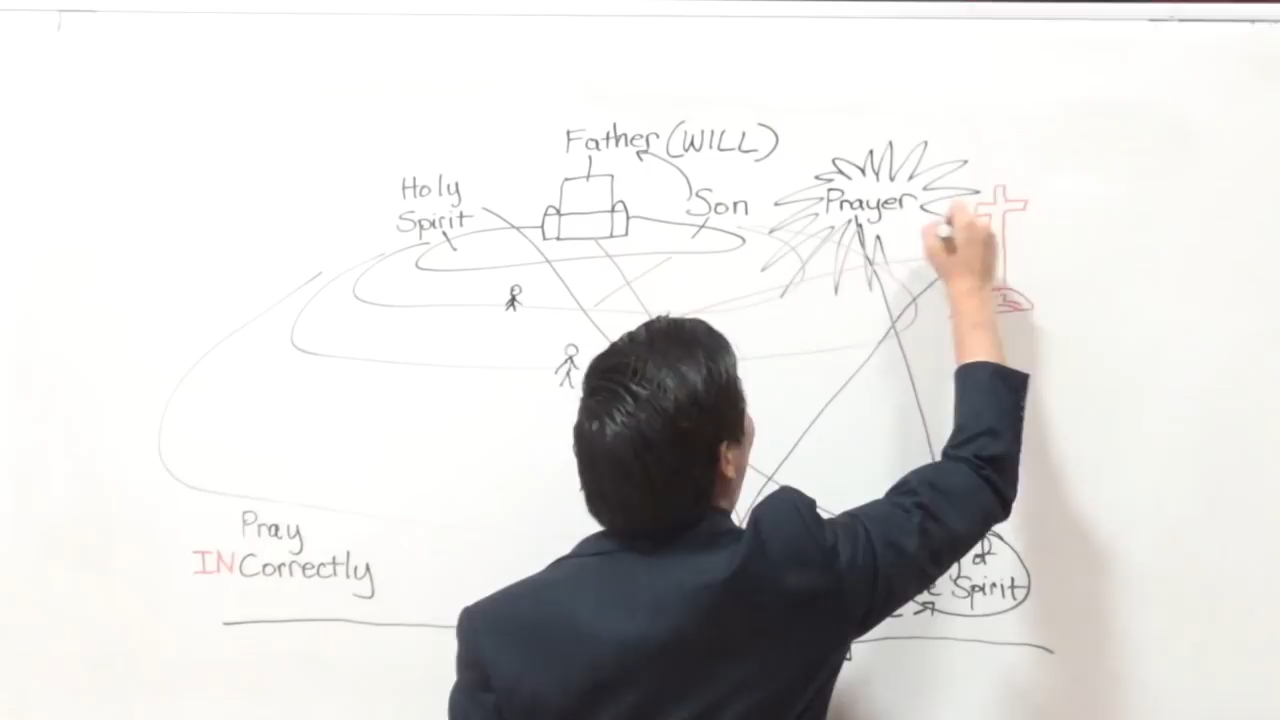 Father (WILL)
Holy
Spirit
Son
Prayer
Pray
INCorrectly
Spirit